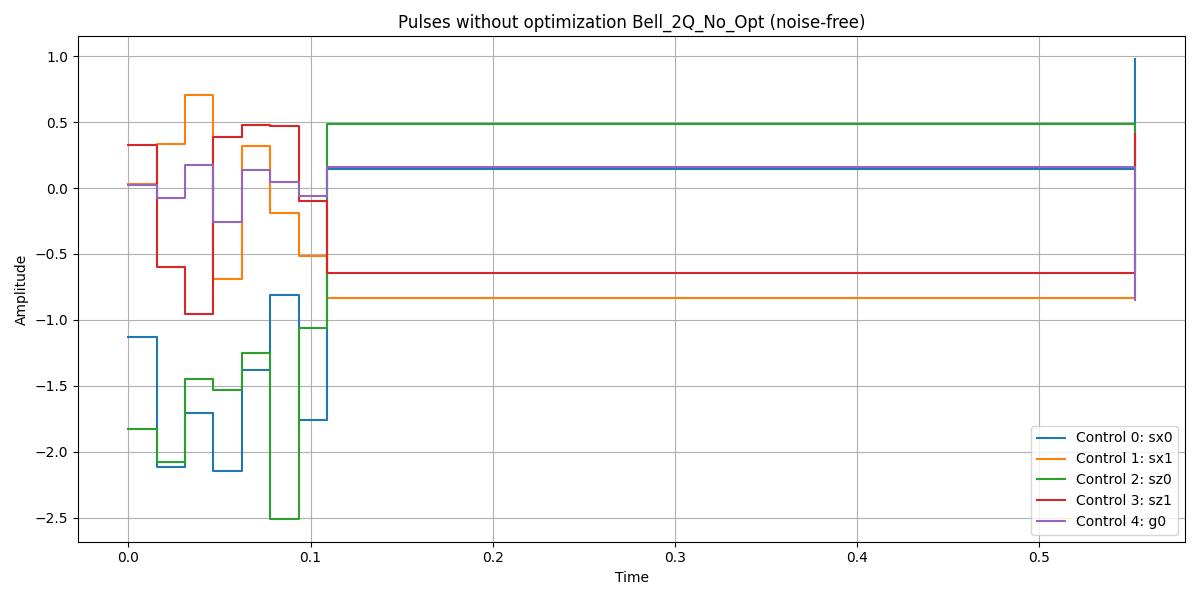 Pulses without optimization Bell_2Q_No_Opt (noise-free)
Amplitude
1.0
0.5
0.0
−0.5
−1.0
−1.5
−2.0
−2.5
Control 0: sx0
Control 1: sx1
Control 2: sz0
Control 3: sz1
Control 4: g0
0.0 0.1 0.2 0.3 0.4 0.5
Time